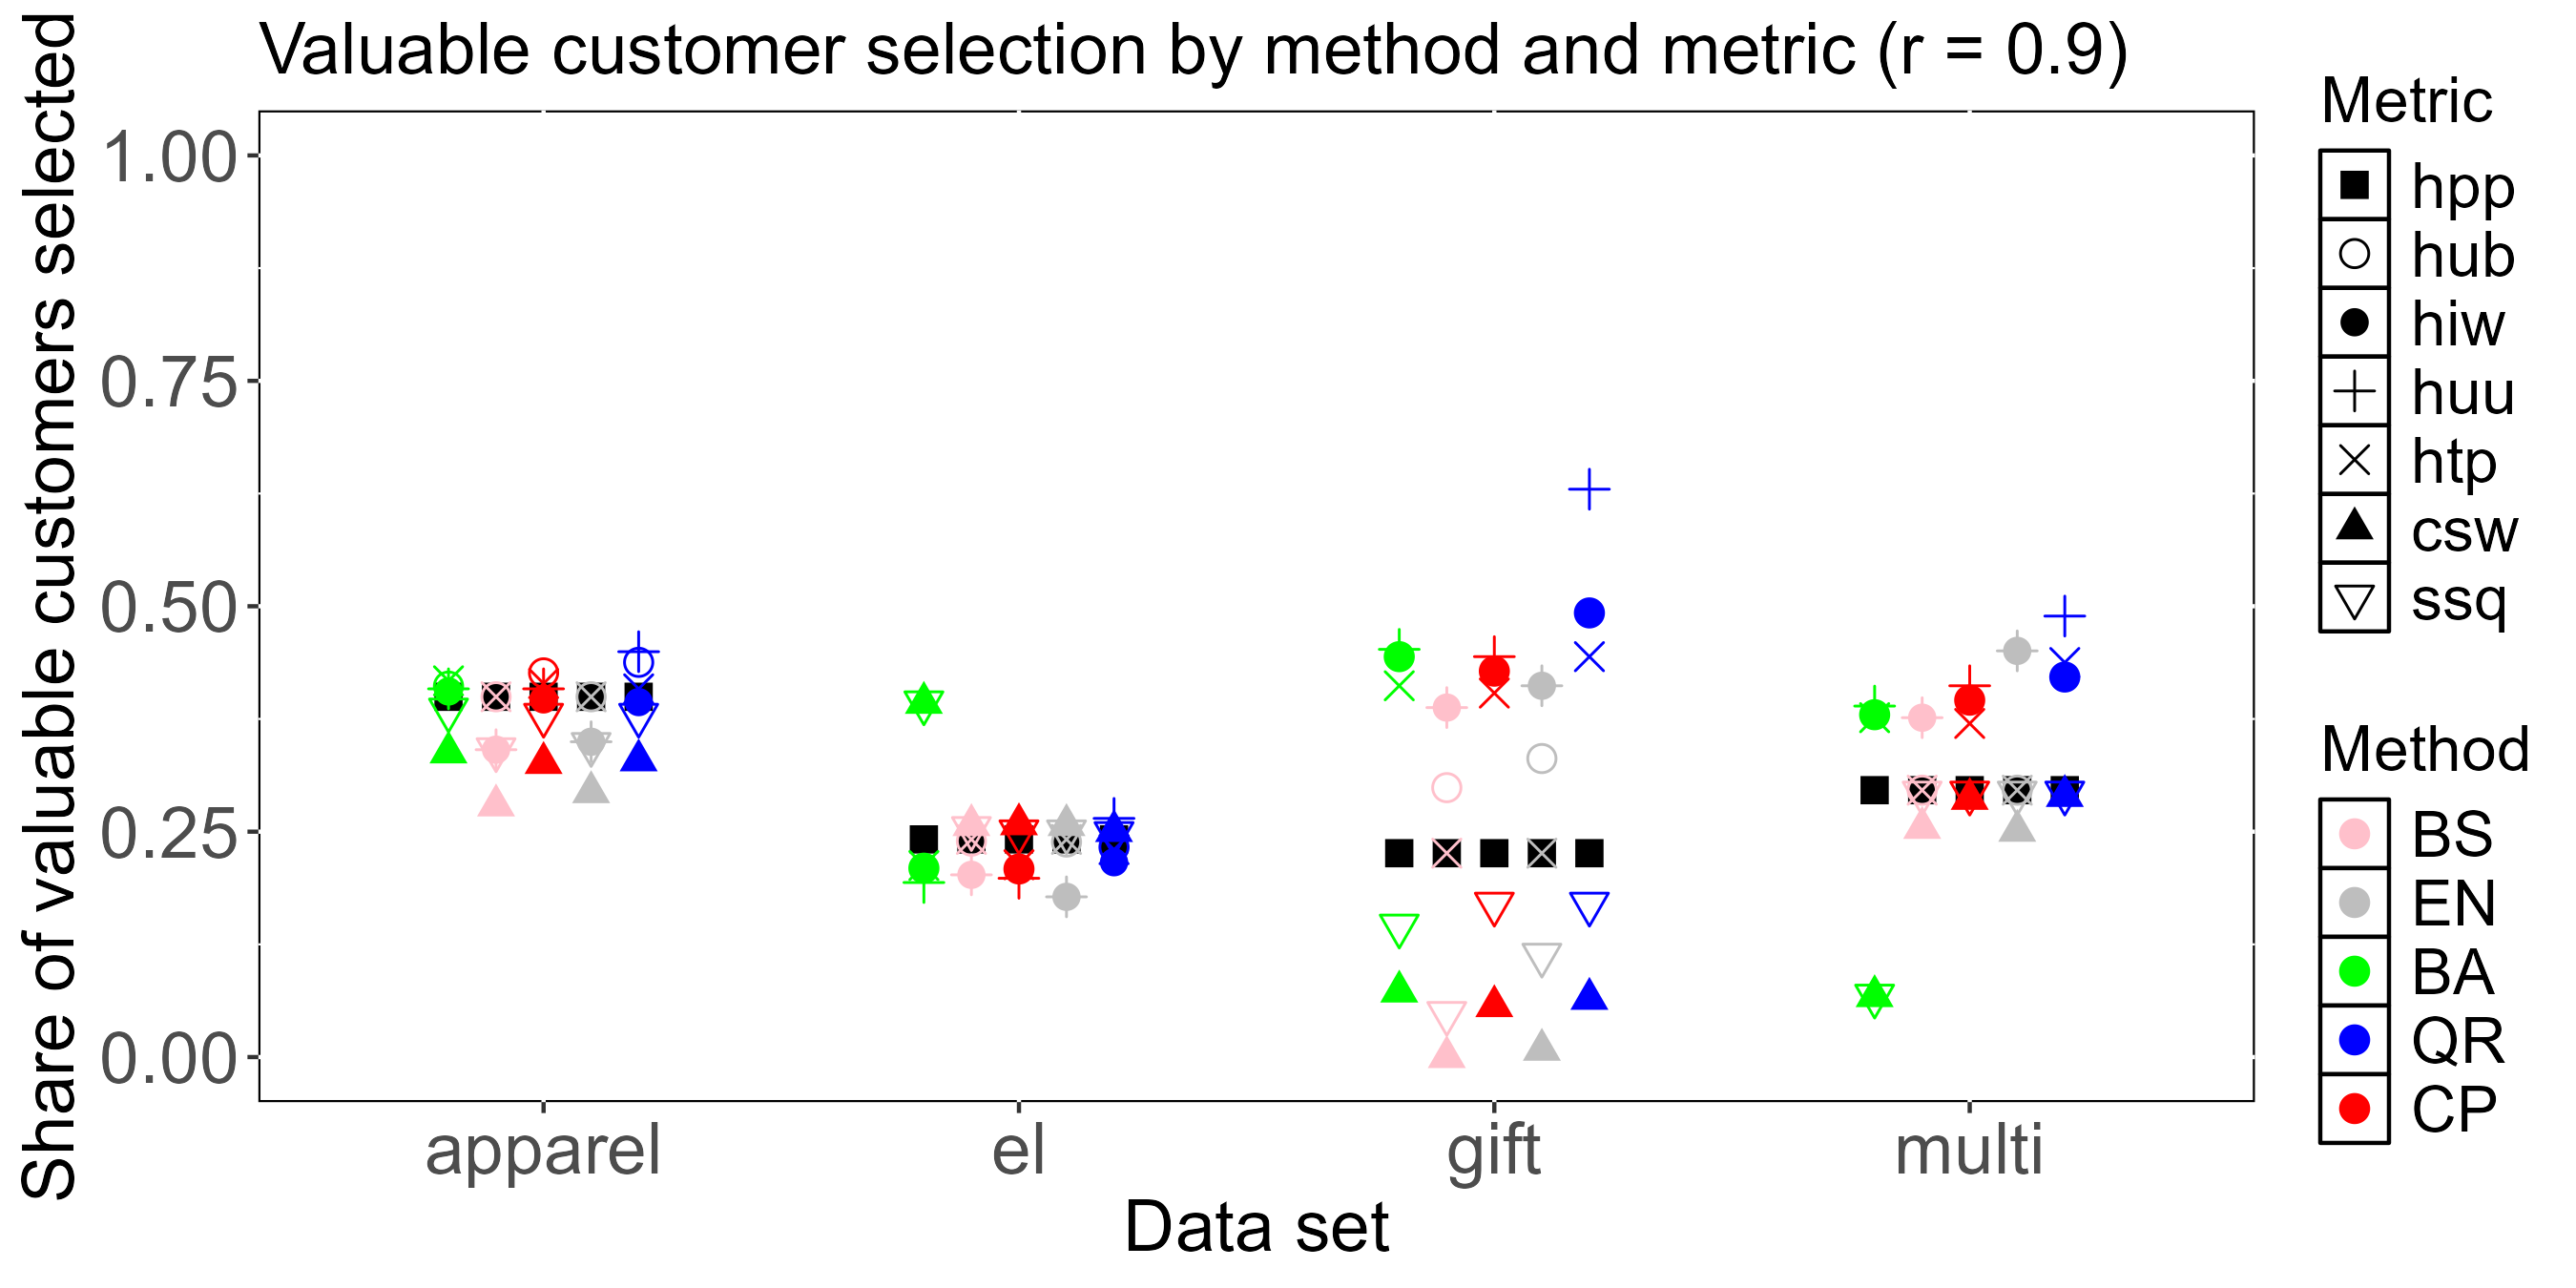 Valuable customer selection by method and metric (r = 0.9)
Share of valuable customers selected
1.00
0.75
0.50
0.25
0.00
apparel
el
gift
multi
Data set
Metric
hpp
hub
hiw
huu
htp
csw
ssq
Method
BS
EN
BA
QR
CP